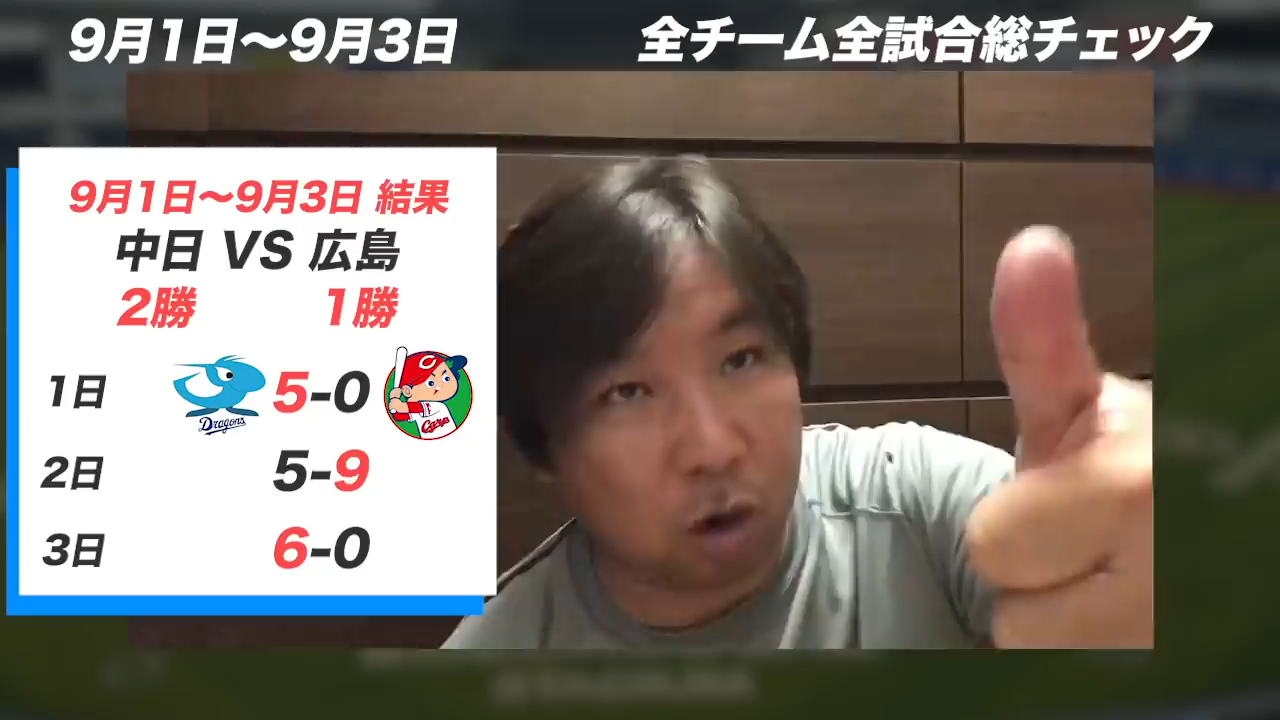 9月1日〜9月3日
全チーム全試合総チェック
9月1日〜9月3日 結果
中日 VS 広島
2勝 1勝
1日 Dragons 5-0 C Carp
2日 5-9
3日 6-0